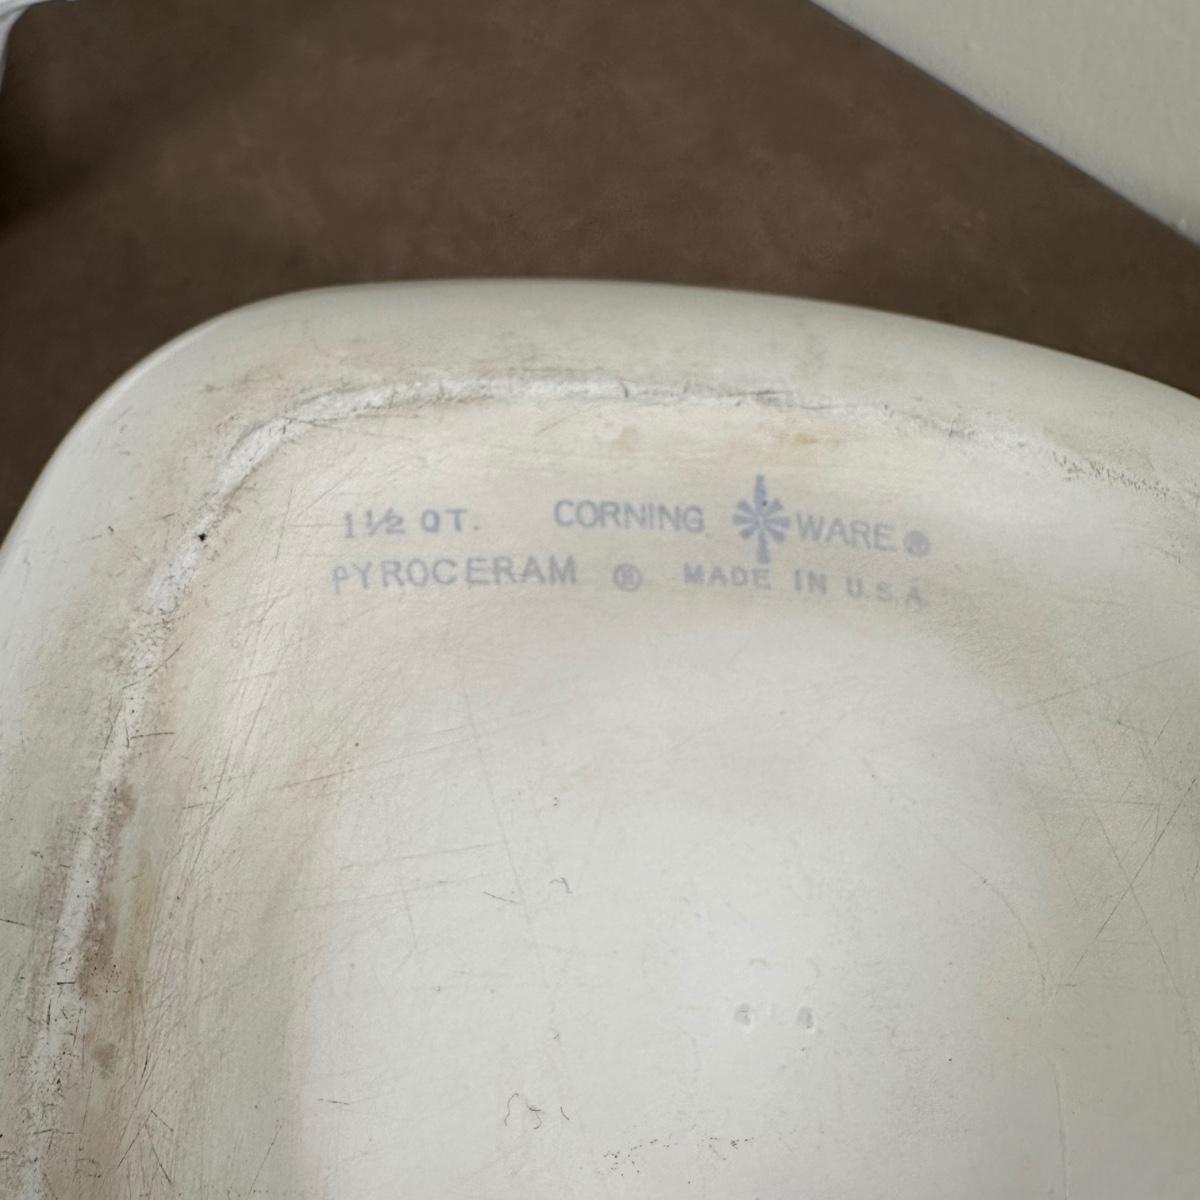 1½ QT. CORNING WARE ®
PYROCERAM ® MADE IN U.S.A.